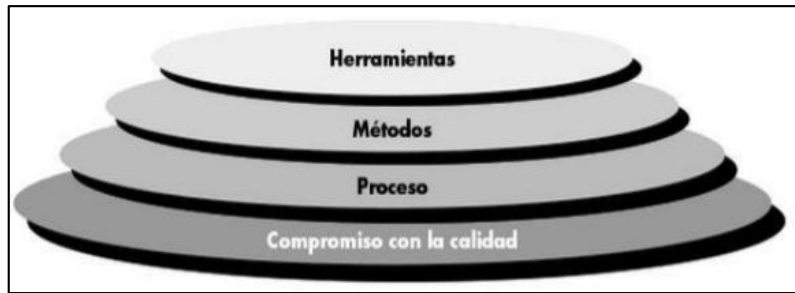 Herramientas
Métodos
Proceso
Compromiso con la calidad